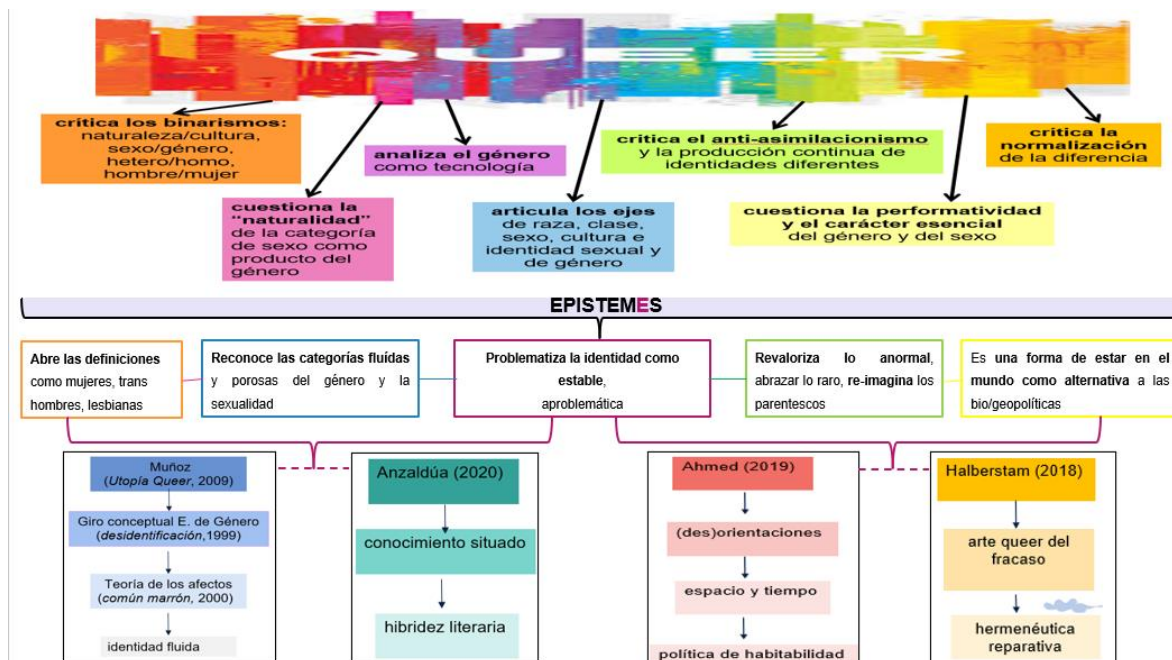 QUEER
crítica los binarismos:
naturaleza/cultura,
sexo/género,
hetero/homo,
hombre/mujer
analiza el género
como tecnología
critica el anti-asimilacionismo
y la producción continua de
identidades diferentes
critica la
normalización
de la diferencia
cuestiona la
“naturalidad”
de la categoría
de sexo como
producto del
género
articula los ejes
de raza, clase,
sexo, cultura e
identidad sexual y
de género
cuestiona la performatividad
y el carácter esencial
del género y del sexo
EPISTEMES
Abre las definiciones
como mujeres, trans
hombres, lesbianas
Reconoce las categorías fluídas
y porosas del género y la
sexualidad
Problematiza la identidad como
estable,
aproblemática
Revaloriza lo anormal,
abrazar lo raro, re-imagina los
parentescos
Es una forma de estar en el
mundo como alternativa a las
bio/geopolíticas
Muñoz
(Utopía Queer, 2009)
Giro conceptual E. de Género
(desidentificación,1999)
Teoría de los afectos
(común marrón, 2000)
identidad fluida
Anzaldúa (2020)
conocimiento situado
hibridez literaria
Ahmed (2019)
(des)orientaciones
espacio y tiempo
política de habitabilidad
Halberstam (2018)
arte queer del
fracaso
hermenéutica
reparativa